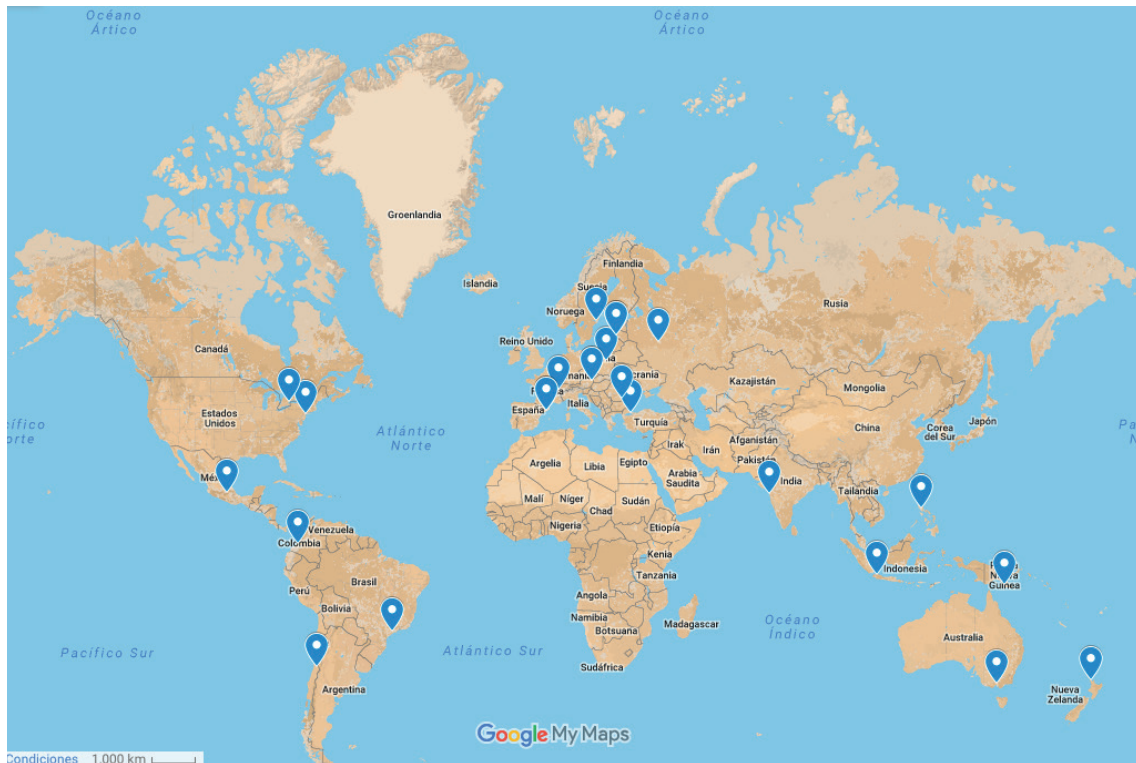 Océano
Ártico
Océano
Ártico
Groenlandia
Finlandia
Islandia
Suecia
Rusia
Noruega
Canadá
Reino Unido
Kazajistán
Mongolia
Estados
Unidos
España
Italia
Turquía
China
Corea
del Sur
Japón
Atlántico
Norte
Irak
Irán
Afganistán
Pakistán
Argelia
Libia
Egipto
Arabia
Saudita
India
Malí
Níger
Chad
Sudán
Tailandia
Nigeria
Etiopía
Venezuela
Colombia
Kenia
Indonesia
Tanzania
Guinea
Perú
Brasil
Bolivia
Angola
Namibia
Botsuana
Madagascar
Océano
Índico
Australia
Pacífico Sur
Atlántico Sur
Sudáfrica
Argentina
Nueva
Zelanda
Google My Maps
Condiciones 1.000 km